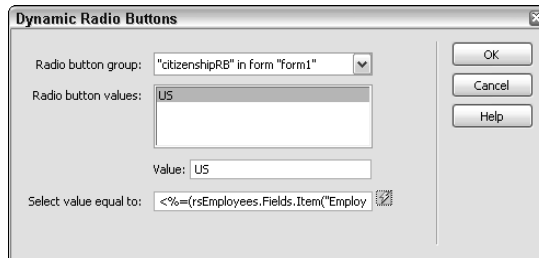 Dynamic Radio Buttons
Radio button group: "citizenshipRB" in form "form1"
OK
Radio button values: US
Cancel
Help
Value: US
Select value equal to: <%=(rsEmployees.Fields.Item("Employ